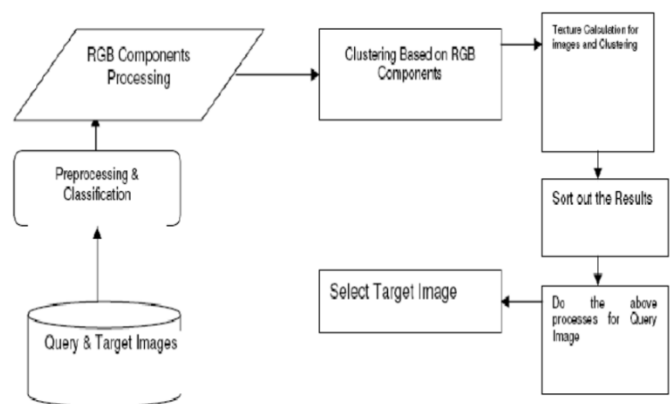 RGB Components
Processing
Clustering Based on RGB
Components
Texture Calculation for
images and Clustering
Preprocessing &
Classification
Sort out the Results
Query & Target Images
Select Target Image
Do the above
processes for Query
Image